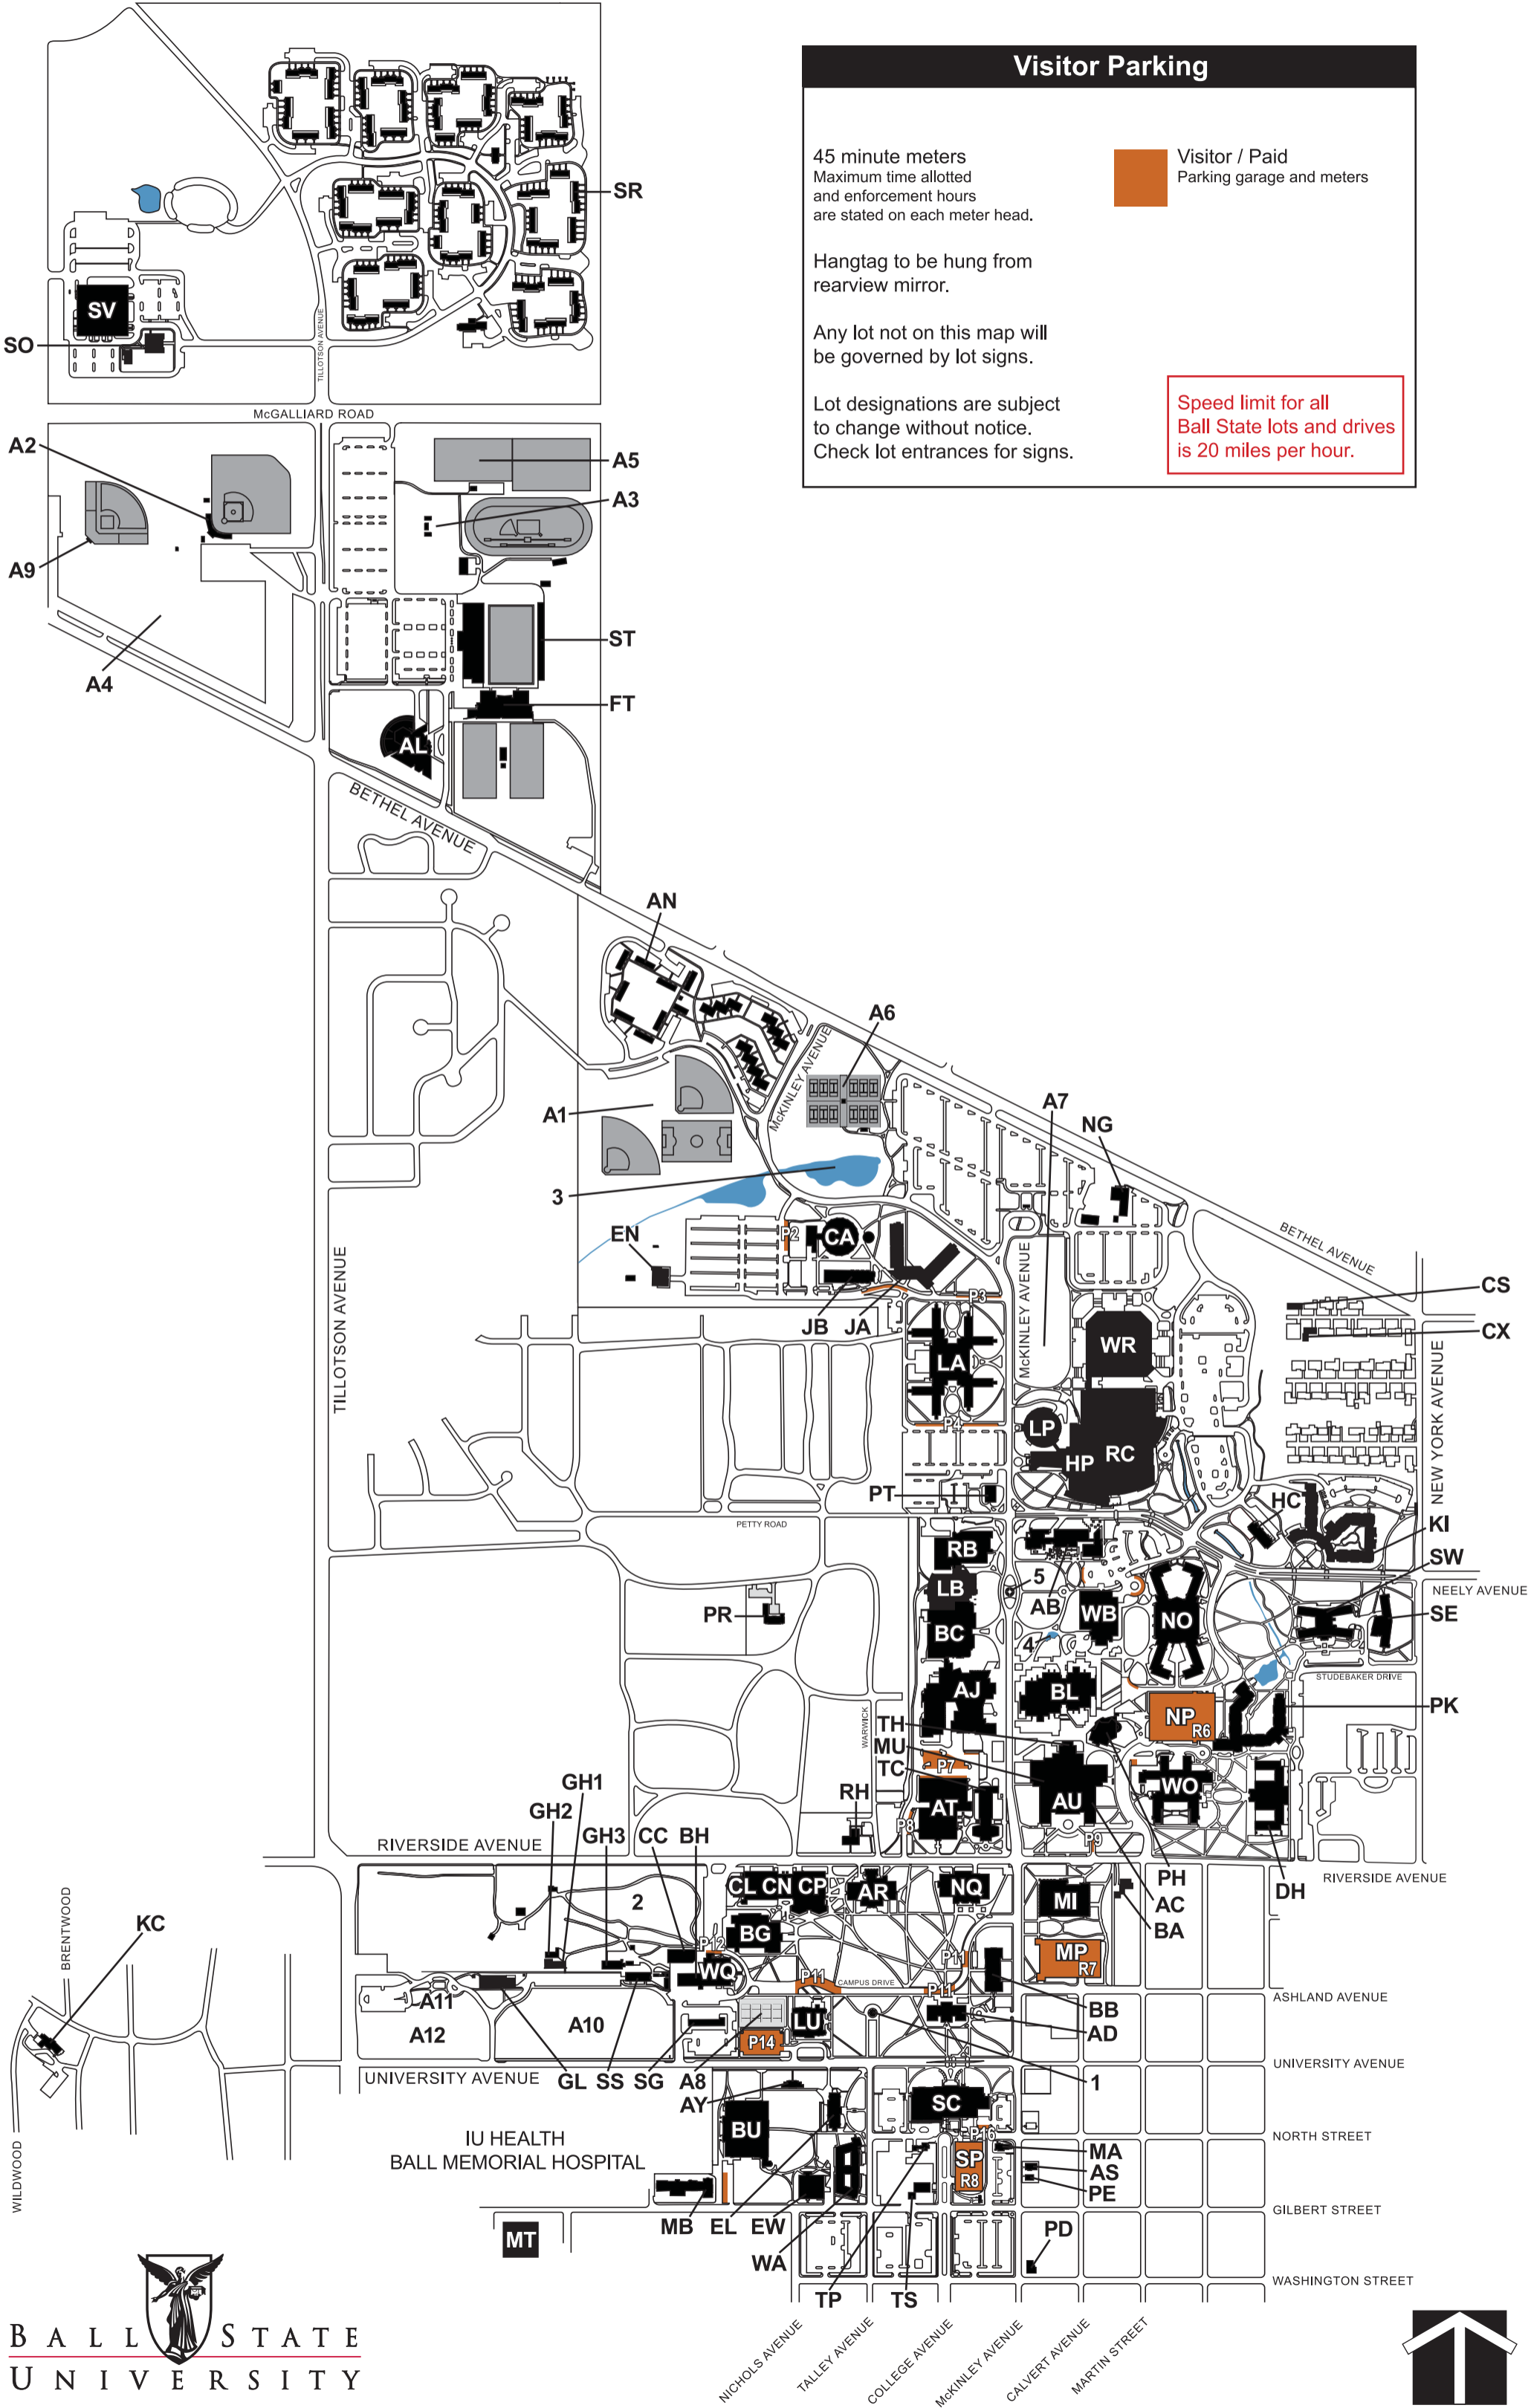 Visitor Parking
45 minute meters
Maximum time allotted
and enforcement hours
are stated on each meter head.
Visitor / Paid
Parking garage and meters
Hangtag to be hung from
rearview mirror.
Any lot not on this map will
be governed by lot signs.
Lot designations are subject
to change without notice.
Check lot entrances for signs.
Speed limit for all
Ball State lots and drives
is 20 miles per hour.
SR
SV
SO
TILLOTSON AVENUE
McGALLIARD ROAD
A2
A5
A3
A9
ST
A4
FT
AL
BETHEL AVENUE
AN
A6
McKINLEY AVENUE
A7
A1
NG
3
EN
P2
CA
BETHEL AVENUE
TILLOTSON AVENUE
McKINLEY AVENUE
CS
P3
JB
JA
CX
WR
LA
NEW YORK AVENUE
P4
LP
HP
RC
PT
HC
PETTY ROAD
KI
RB
SW
5
LB
AB
NEELY AVENUE
PR
WB
NO
SE
BC
4
STUDEBAKER DRIVE
AJ
BL
PK
WARWICK
TH
NP
R6
MU
TC
P7
GH1
RH
AT
AU
WO
GH2
P8
GH3
CC
BH
P9
RIVERSIDE AVENUE
PH
RIVERSIDE AVENUE
CL
CN
CP
AR
NQ
DH
BRENTWOOD
2
MI
AC
KC
BA
BG
P12
MP
R7
P11
WQ
P11
CAMPUS DRIVE
P11
A11
ASHLAND AVENUE
BB
A12
A10
LU
AD
P14
UNIVERSITY AVENUE
UNIVERSITY AVENUE
GL
SS
SG
A8
1
AY
SC
BU
P16
NORTH STREET
IU HEALTH
BALL MEMORIAL HOSPITAL
SP
R8
MA
AS
PE
WILDWOOD
GILBERT STREET
MB
EL
EW
PD
MT
WA
WASHINGTON STREET
TP
TS
NICHOLS AVENUE
TALLEY AVENUE
COLLEGE AVENUE
McKINLEY AVENUE
CALVERT AVENUE
MARTIN STREET
BALL STATE
UNIVERSITY